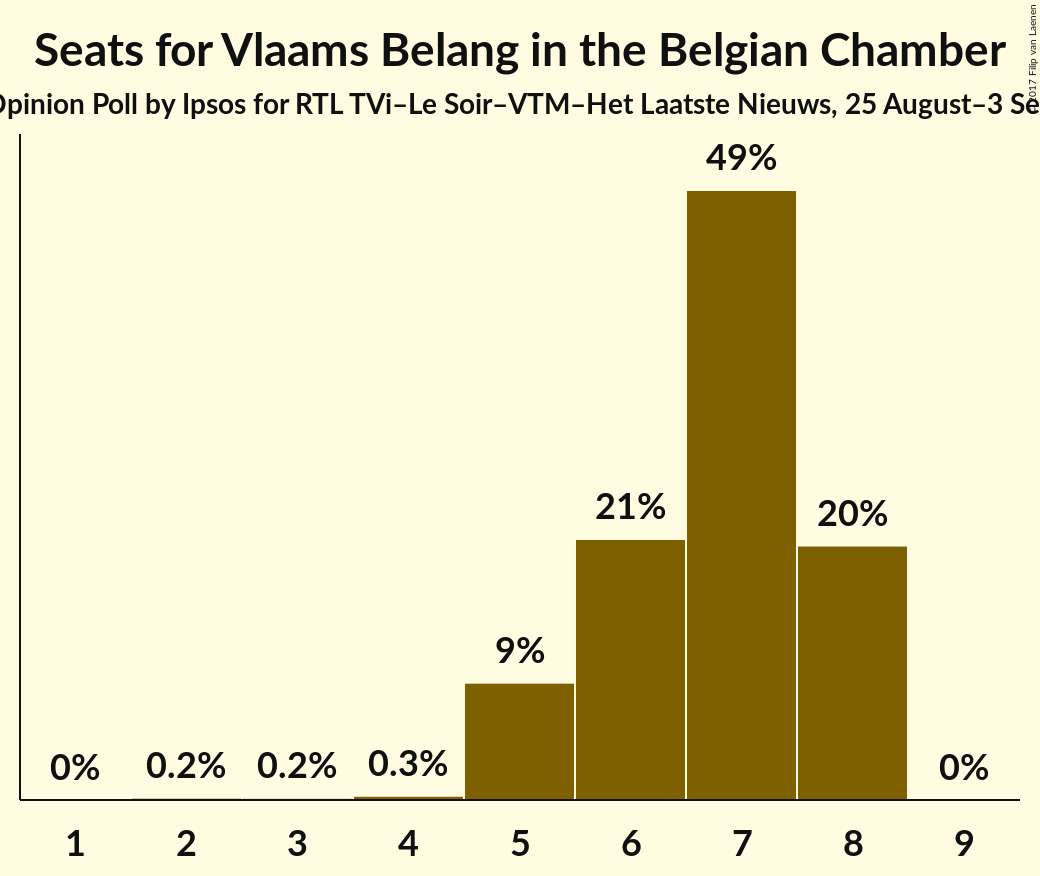 Seats for Vlaams Belang in the Belgian Chamber
Opinion Poll by Ipsos for RTL TVi–Le Soir–VTM–Het Laatste Nieuws, 25 August–3
2017 Filip van Laenen
49%
21%
20%
9%
0%
0.2%
0.2%
0.3%
0%
1 2 3 4 5 6 7 8 9